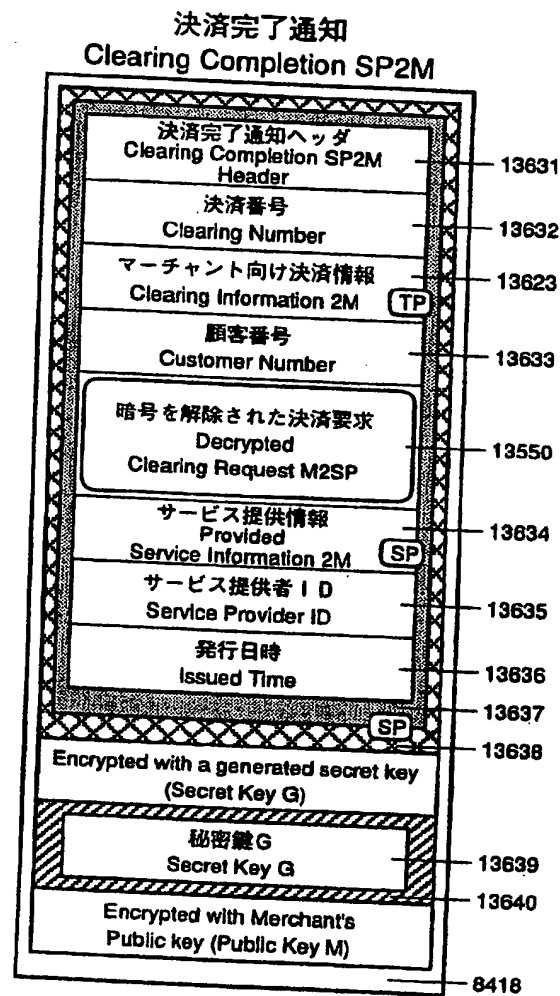 決済完了通知
Clearing Completion SP2M
決済完了通知ヘッダ
Clearing Completion SP2M
Header
13631
決済番号
Clearing Number
13632
マーチャント向け決済情報
Clearing Information 2M
TP
13623
顧客番号
Customer Number
13633
暗号を解除された決済要求
Decrypted
Clearing Request M2SP
13550
サービス提供情報
Provided
Service Information 2M
SP
13634
サービス提供者ID
Service Provider ID
13635
発行日時
Issued Time
13636
13637
SP
13638
Encrypted with a generated secret key
(Secret Key G)
秘密鍵G
Secret Key G
13639
13640
Encrypted with Merchant's
Public key (Public Key M)
8418